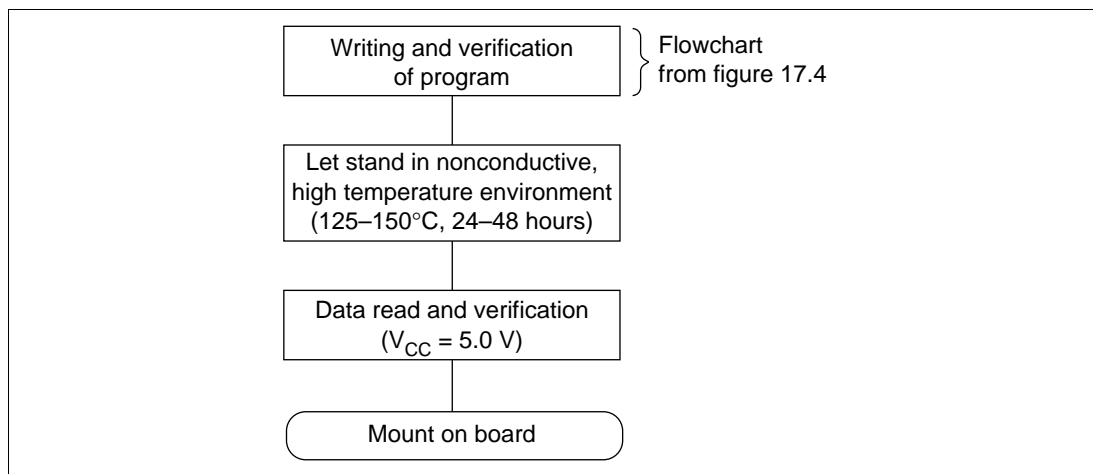 Writing and verification
of program
Flowchart
from figure 17.4
Let stand in nonconductive,
high temperature environment
(125–150°C, 24–48 hours)
Data read and verification
(VCC = 5.0 V)
Mount on board